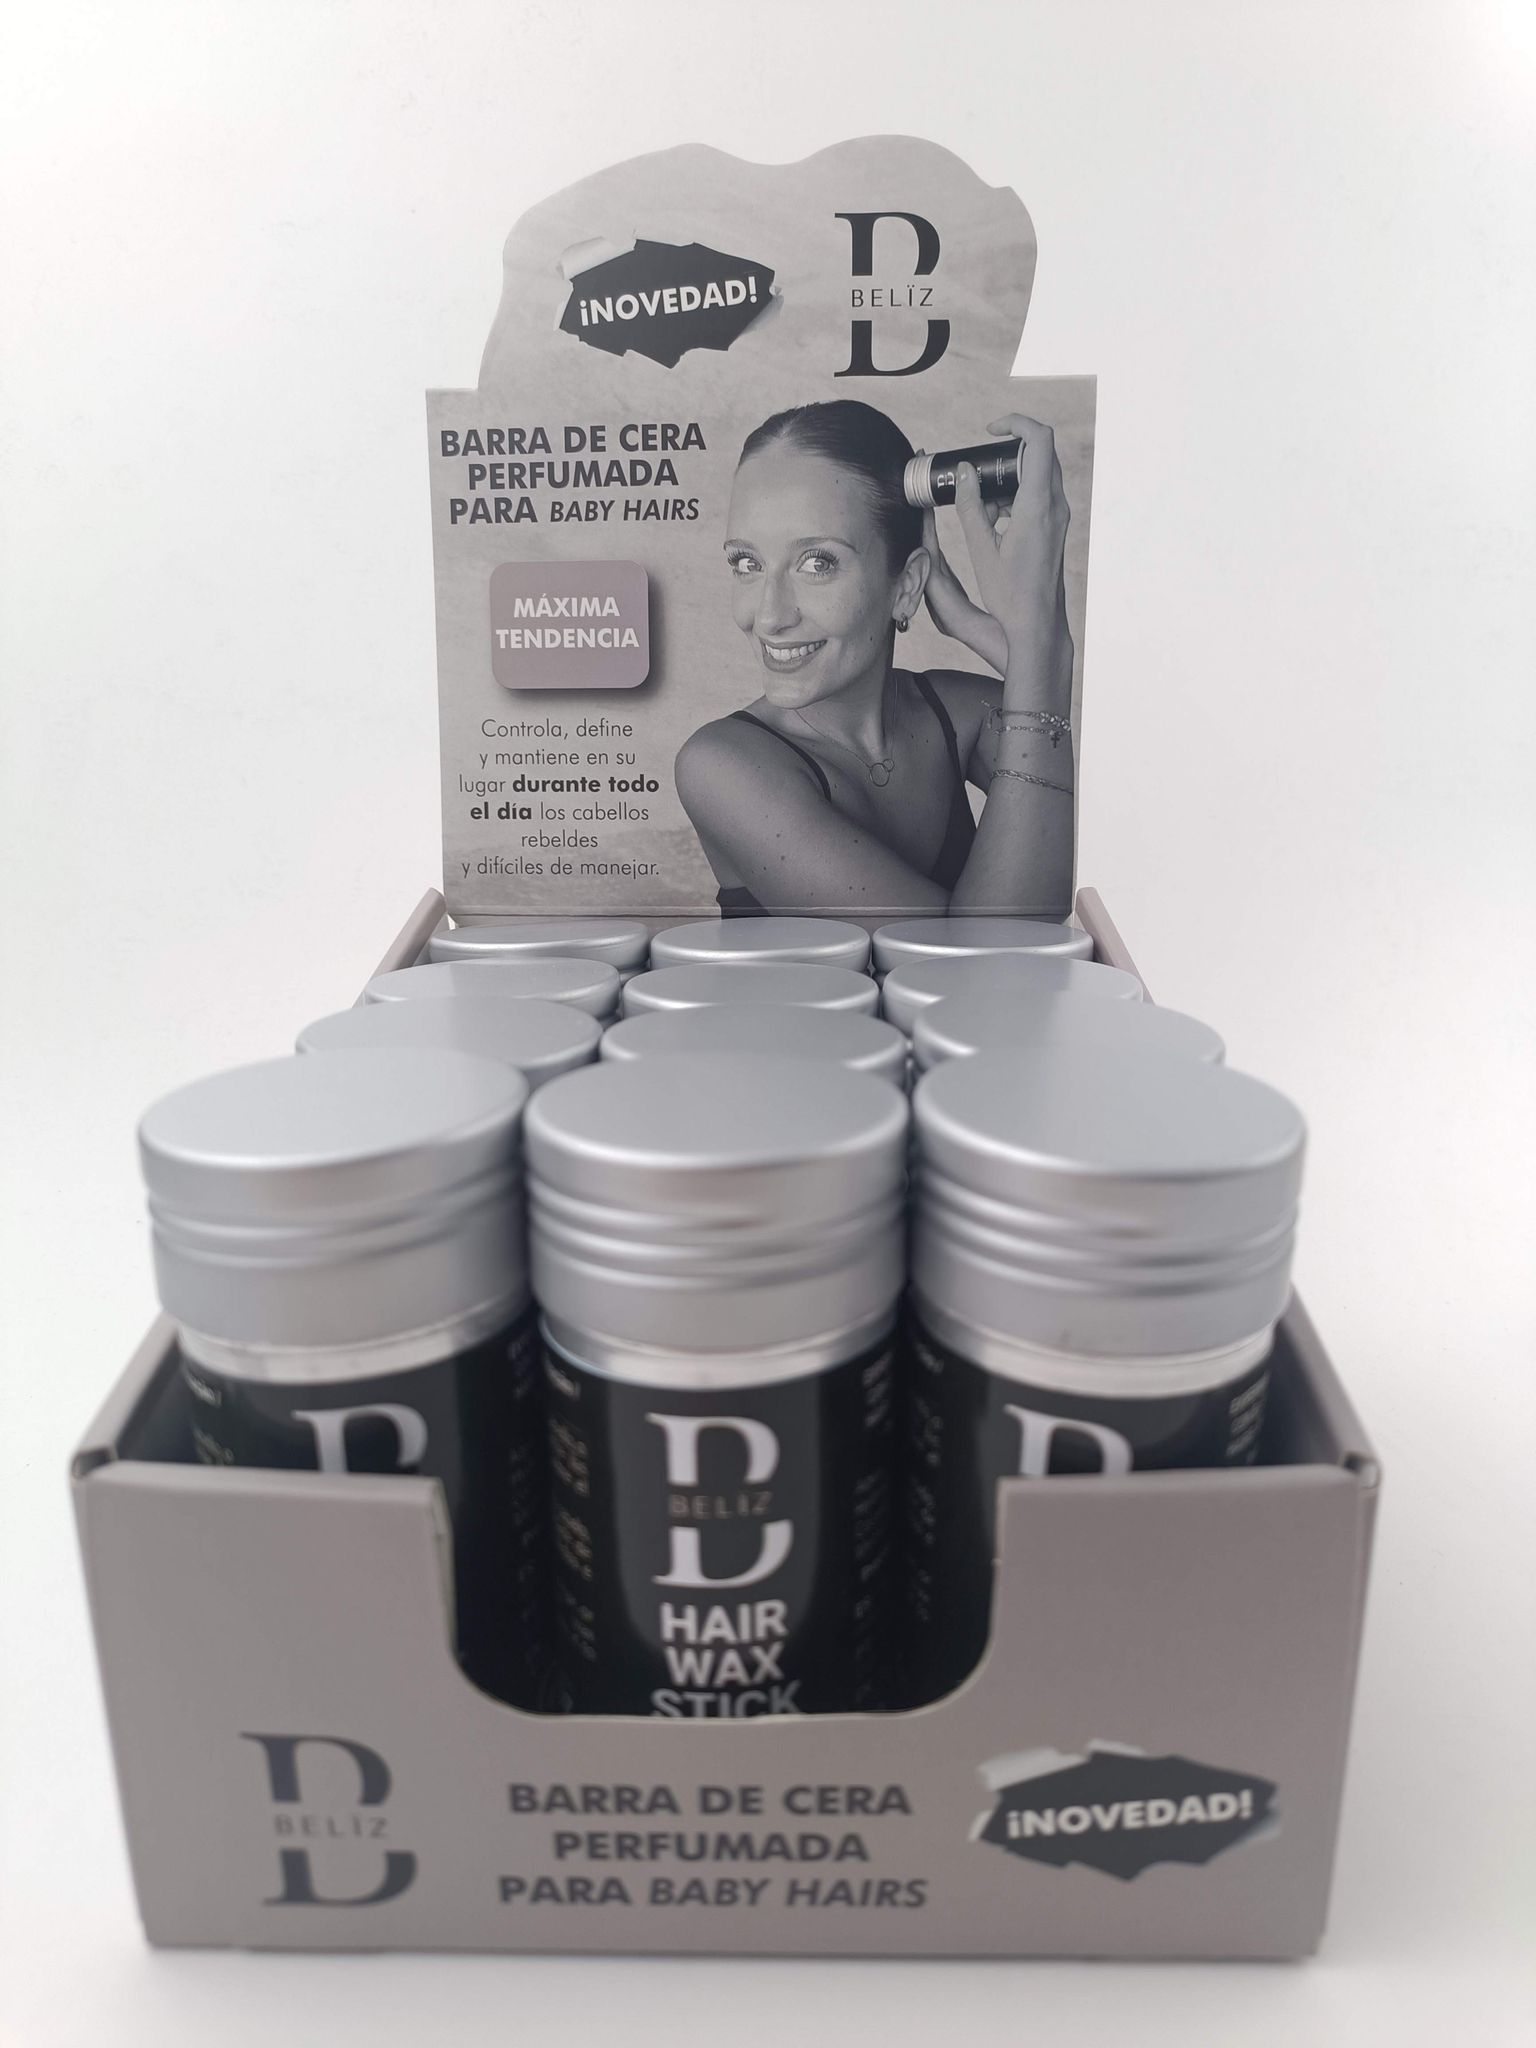 ¡NOVEDAD!
BELÏZ
BARRA DE CERA
PERFUMADA
PARA BABY HAIRS
MÁXIMA
TENDENCIA
Controla, define
y mantiene en su
lugar durante todo
el día los cabellos
rebeldes
y difíciles de manejar.
BELÏZ
HAIR
WAX
STICK
BELÏZ
BARRA DE CERA
PERFUMADA
PARA BABY HAIRS
¡NOVEDAD!